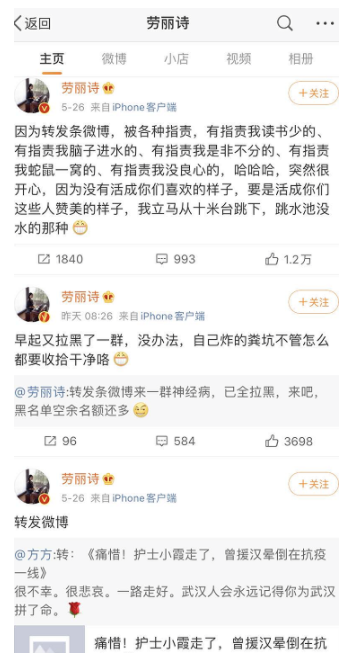 返回
劳丽诗
主页
微博
小店
视频
相册
劳丽诗
5-26 来自iPhone客户端
+关注
因为转发条微博，被各种指责，有指责我读书少的、
有指责我脑子进水的、有指责我是非不分的、有指责
我蛇鼠一窝的、有指责我没良心的，哈哈哈，突然很
开心，因为没有活成你们喜欢的样子，要是活成你们
这些人赞美的样子，我立马从十米台跳下，跳水池没
水的那种😁
1840
993
1.2万
劳丽诗
昨天 08:26 来自iPhone客户端
+关注
早起又拉黑了一群，没办法，自己炸的粪坑不管怎么
都要收拾干净咯😁
@劳丽诗:转发条微博来一群神经病，已全拉黑，来吧，
黑名单空余名额还多😉
96
584
3698
劳丽诗
5-26 来自iPhone客户端
+关注
转发微博
@方方:转：《痛惜！护士小霞走了，曾援汉晕倒在抗疫
一线》
很不幸。很悲哀。一路走好。武汉人会永远记得你为武汉
拼了命。🌹
痛惜！护士小霞走了，曾援汉晕倒在抗